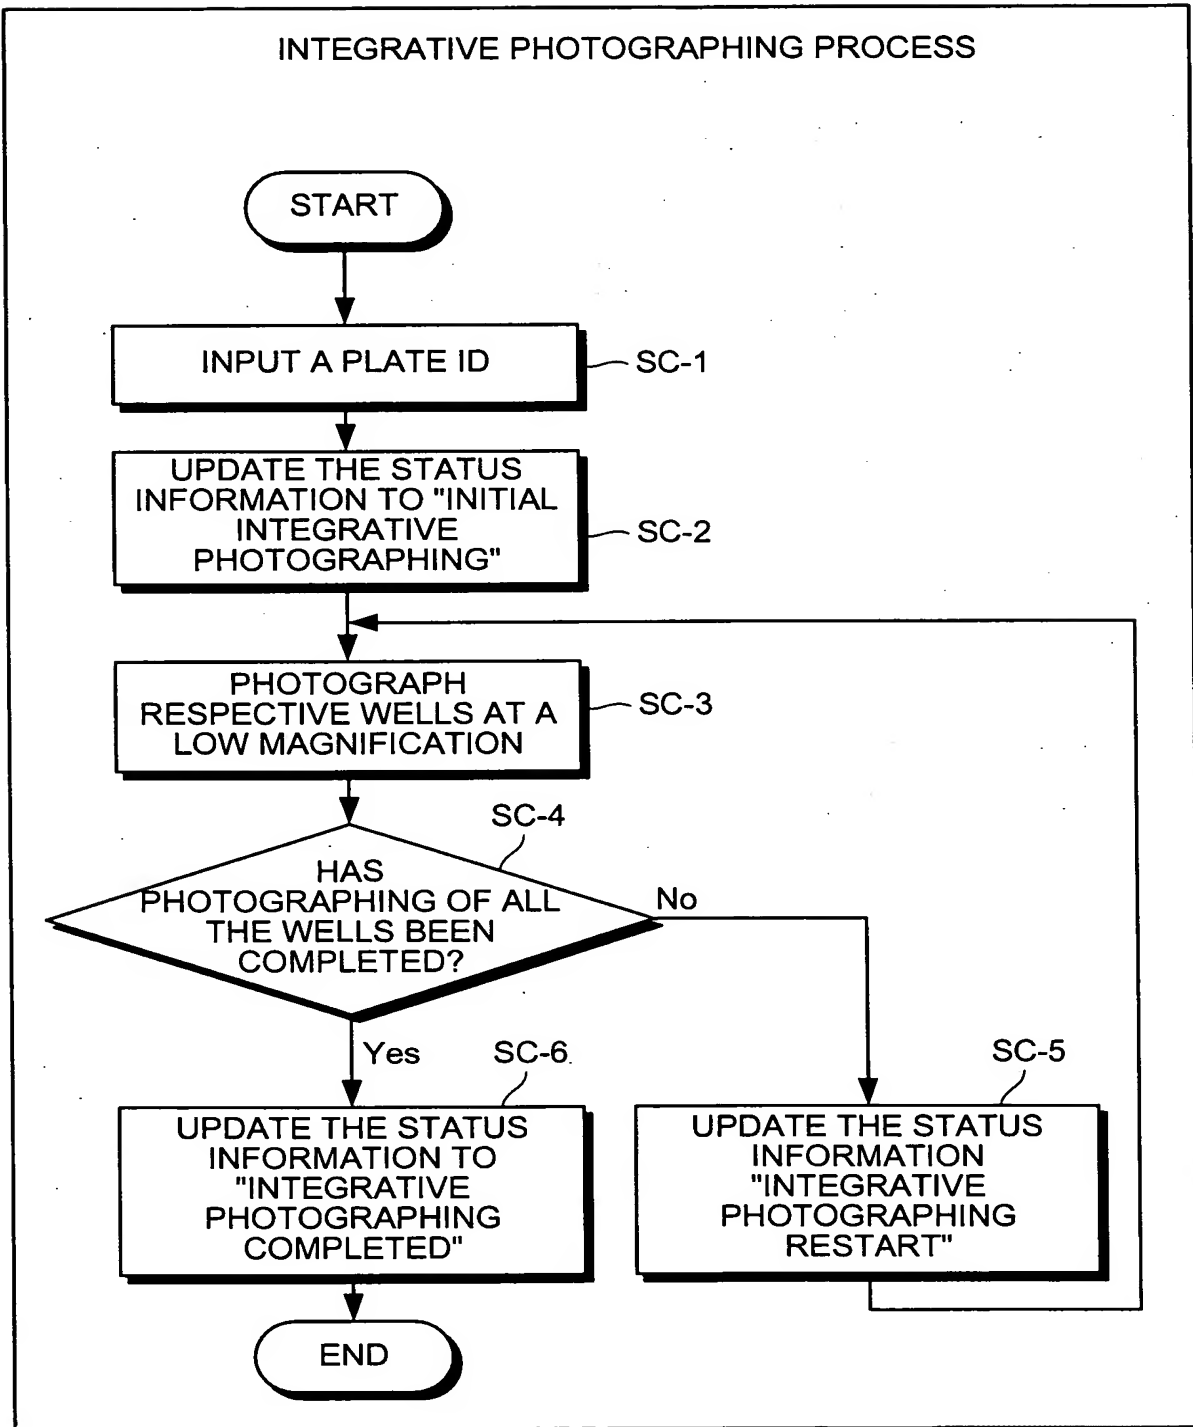 INTEGRATIVE PHOTOGRAPHING PROCESS
START
INPUT A PLATE ID
SC-1
UPDATE THE STATUS
INFORMATION TO "INITIAL
INTEGRATIVE
PHOTOGRAPHING"
SC-2
PHOTOGRAPH
RESPECTIVE WELLS AT A
LOW MAGNIFICATION
SC-3
SC-4
HAS
PHOTOGRAPHING OF ALL
THE WELLS BEEN
COMPLETED?
No
Yes
SC-6
UPDATE THE STATUS
INFORMATION TO
"INTEGRATIVE
PHOTOGRAPHING
COMPLETED"
SC-5
UPDATE THE STATUS
INFORMATION
"INTEGRATIVE
PHOTOGRAPHING
RESTART"
END